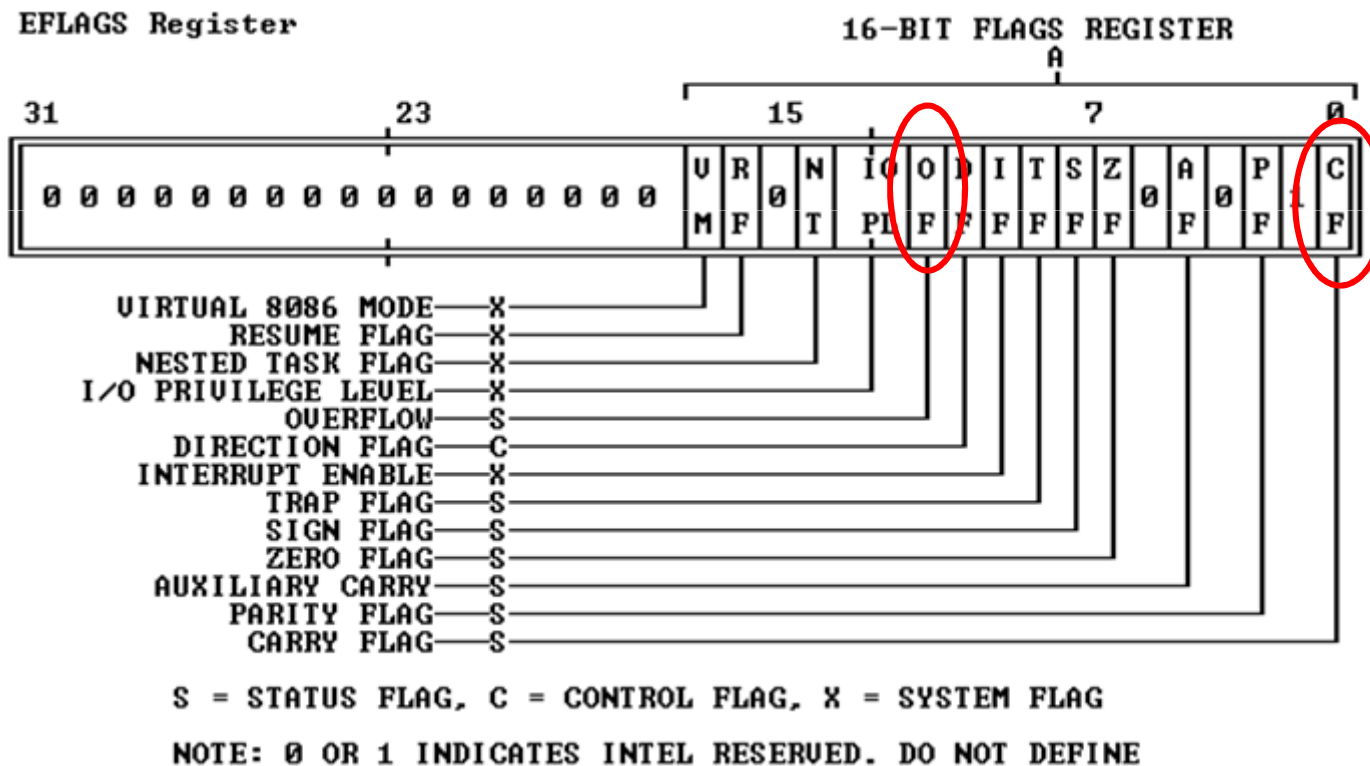 EFLAGS Register
16-BIT FLAGS REGISTER
A
31 23 15 7 0
0 0 0 0 0 0 0 0 0 0 0 0 0 0 0 0 0 V R 0 N IO O D I T S Z 0 A 0 P 1 C
M F T PL F F F F F F F F F
VIRTUAL 8086 MODE X
RESUME FLAG X
NESTED TASK FLAG X
I/O PRIVILEGE LEVEL X
OVERFLOW S
DIRECTION FLAG C
INTERRUPT ENABLE X
TRAP FLAG S
SIGN FLAG S
ZERO FLAG S
AUXILIARY CARRY S
PARITY FLAG S
CARRY FLAG S
S = STATUS FLAG, C = CONTROL FLAG, X = SYSTEM FLAG
NOTE: 0 OR 1 INDICATES INTEL RESERVED. DO NOT DEFINE